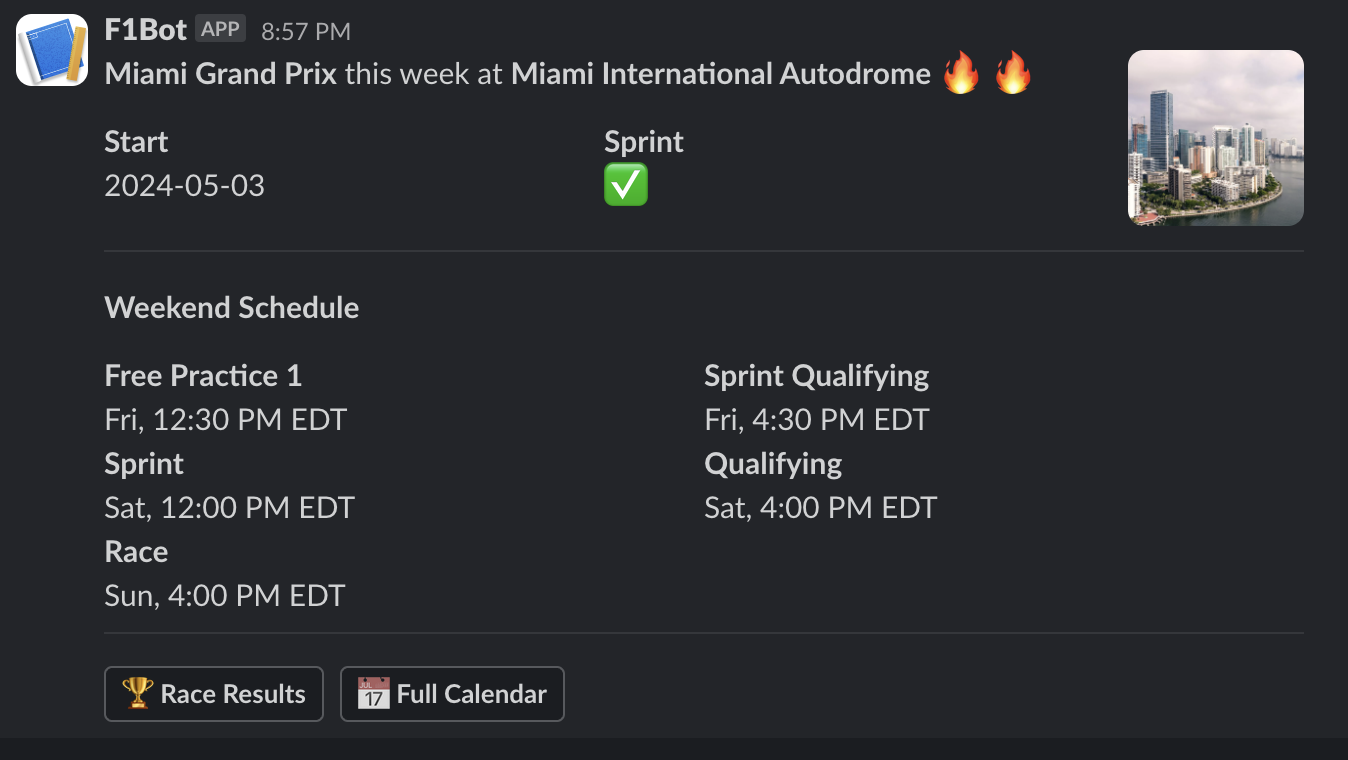 F1Bot APP 8:57 PM
Miami Grand Prix this week at Miami International Autodrome 🔥 🔥
Start
2024-05-03
Sprint
✅
Weekend Schedule
Free Practice 1
Fri, 12:30 PM EDT
Sprint Qualifying
Fri, 4:30 PM EDT
Sprint
Sat, 12:00 PM EDT
Qualifying
Sat, 4:00 PM EDT
Race
Sun, 4:00 PM EDT
🏆 Race Results
JUL
17
Full Calendar